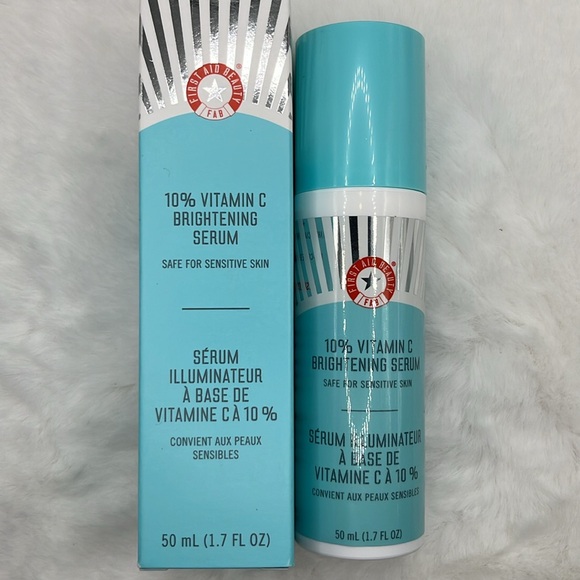 FIRST AID BEAUTY
FAB
10% VITAMIN C
BRIGHTENING
SERUM
SAFE FOR SENSITIVE SKIN
SÉRUM
ILLUMINATEUR
À BASE DE
VITAMINE C À 10 %
CONVIENT AUX PEAUX
SENSIBLES
50 mL (1.7 FL OZ)
FIRST AID BEAUTY
FAB
10% VITAMIN C
BRIGHTENING SERUM
SAFE FOR SENSITIVE SKIN
SÉRUM ILLUMINATEUR
À BASE DE
VITAMINE C À 10 %
CONVIENT AUX PEAUX SENSIBLES
50 mL (1.7 FL OZ)